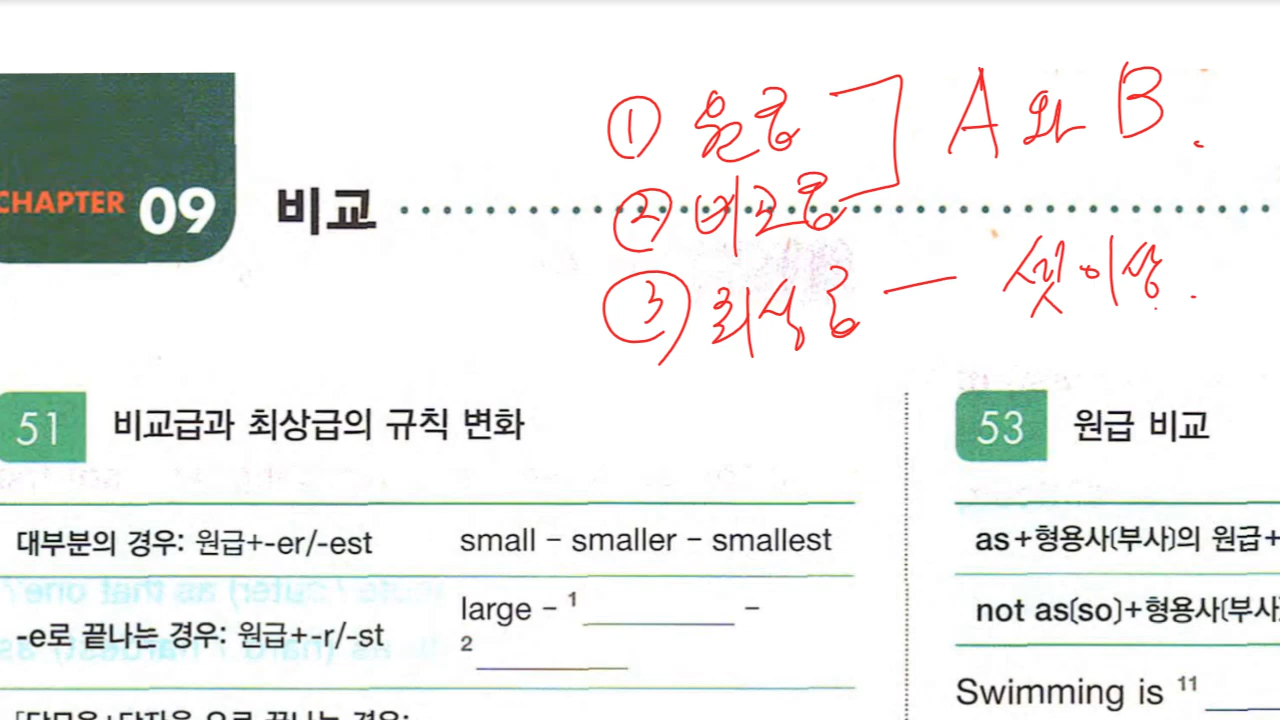 ① 원급 A 와 B.
CHAPTER 09 비교
② 비교급
③ 최상급 — 셋 이상.
51 비교급과 최상급의 규칙 변화
대부분의 경우: 원급+-er/-est
small – smaller – smallest
-e로 끝나는 경우: 원급+-r/-st
large – 1 –
2
53 원급 비교
as+형용사(부사)의 원급+
not as(so)+형용사(부사
Swimming is 11